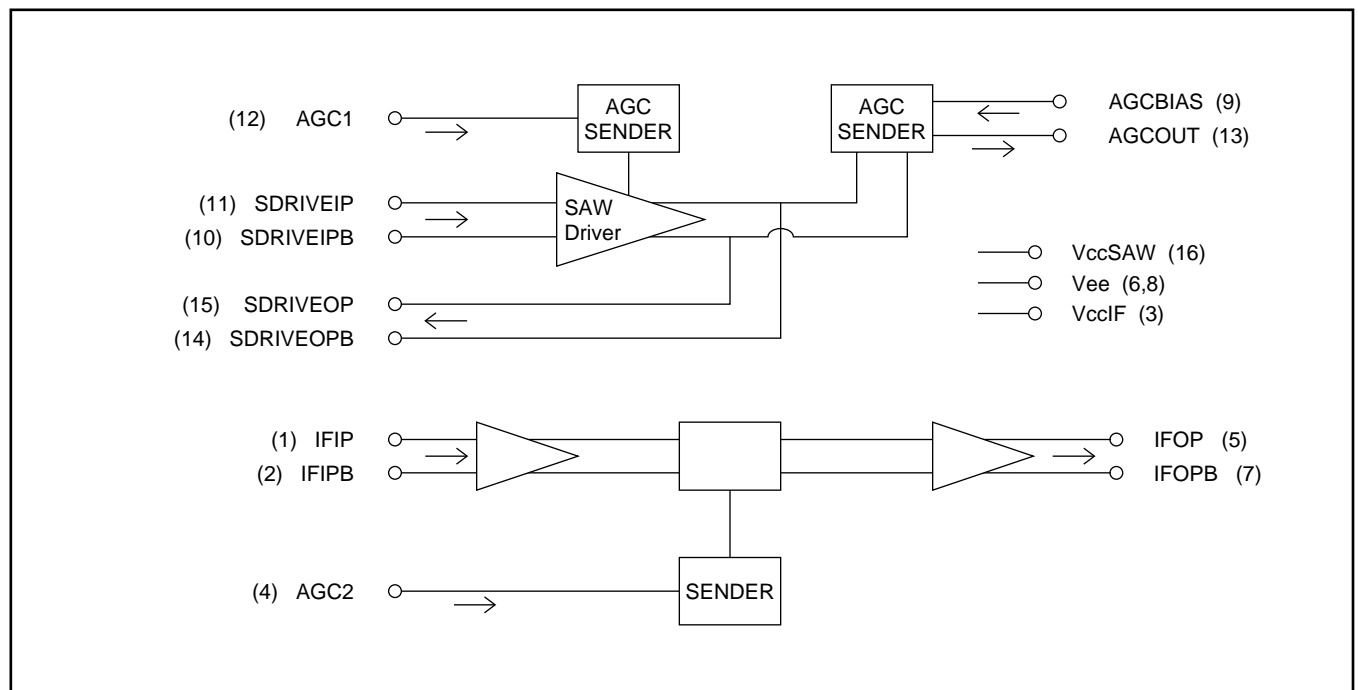 (12) AGC1
AGC
SENDER
AGC
SENDER
AGCBIAS (9)
AGCOUT (13)
(11) SDRIVEIP
(10) SDRIVEIPB
SAW
Driver
(15) SDRIVEOP
(14) SDRIVEOPB
VccSAW (16)
Vee (6,8)
VccIF (3)
(1) IFIP
(2) IFIPB
IFOP (5)
IFOPB (7)
(4) AGC2
SENDER